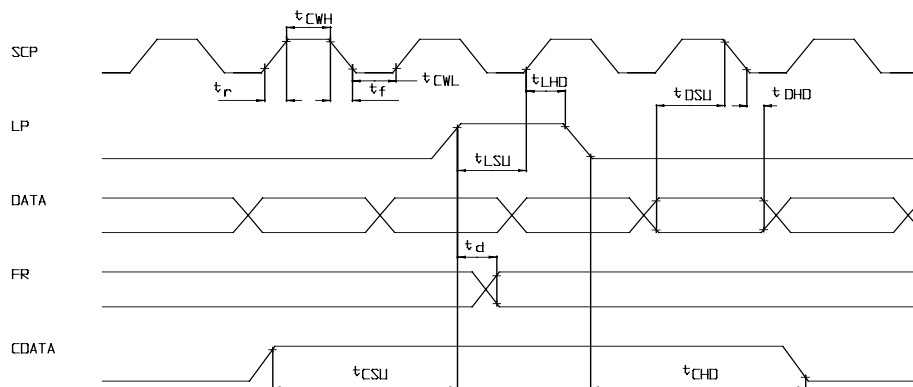 tCWH
SCP
tr
tf
tCWL
tLHD
tDSU
tDHD
LP
tLSU
DATA
td
FR
CDATA
tCSU
tCHD